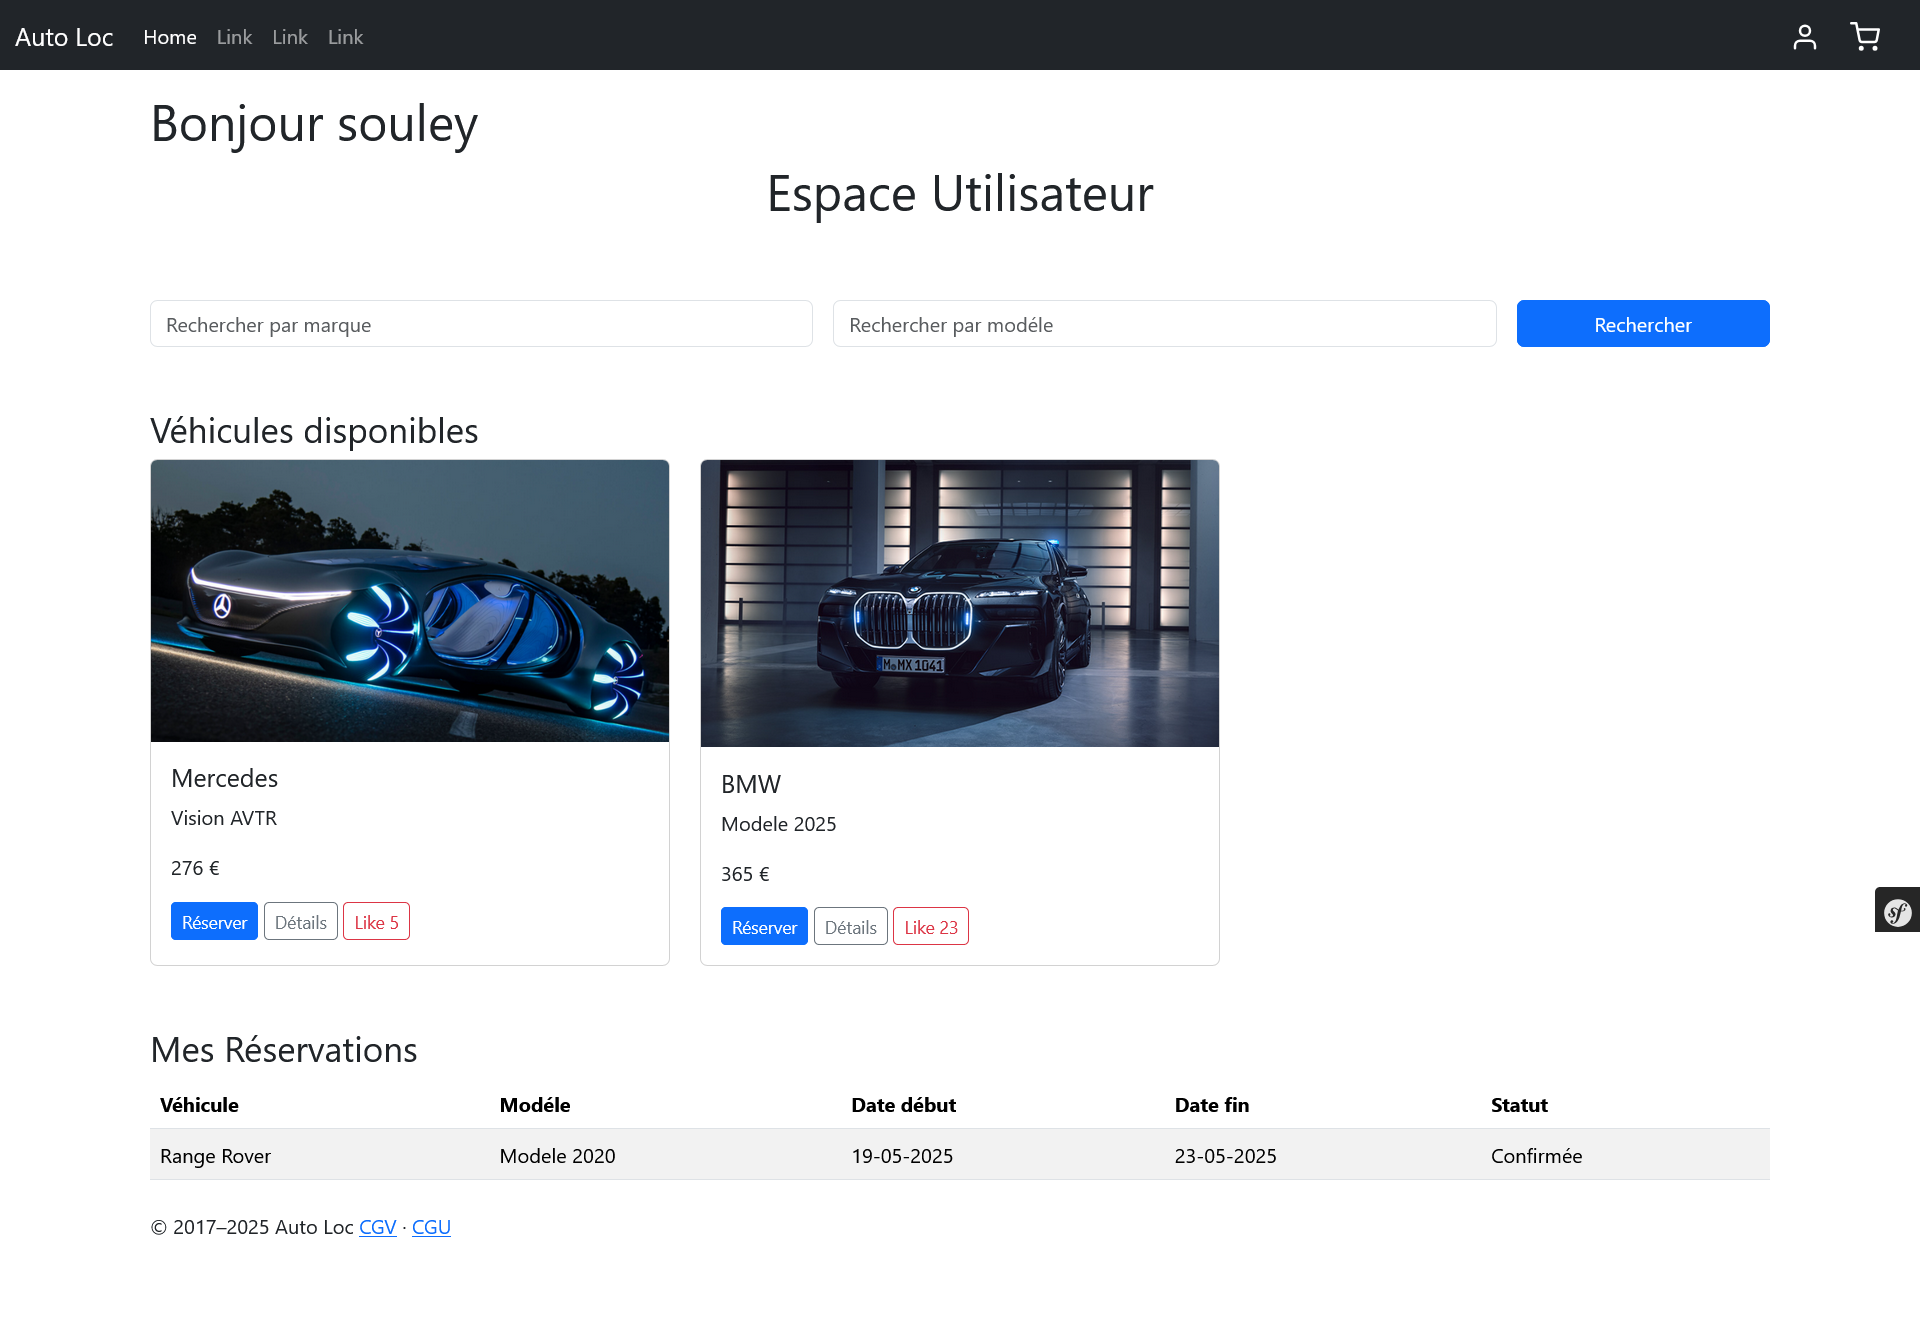 Auto Loc Home Link Link Link
Bonjour souley
Espace Utilisateur
Rechercher par marque Rechercher par modéle Rechercher
Véhicules disponibles
M MX 1041
Mercedes
Vision AVTR
276 €
Réserver Détails Like 5
BMW
Modele 2025
365 €
Réserver Détails Like 23
sf
Mes Réservations
Véhicule Modéle Date début Date fin Statut
Range Rover Modele 2020 19-05-2025 23-05-2025 Confirmée
© 2017–2025 Auto Loc CGV · CGU